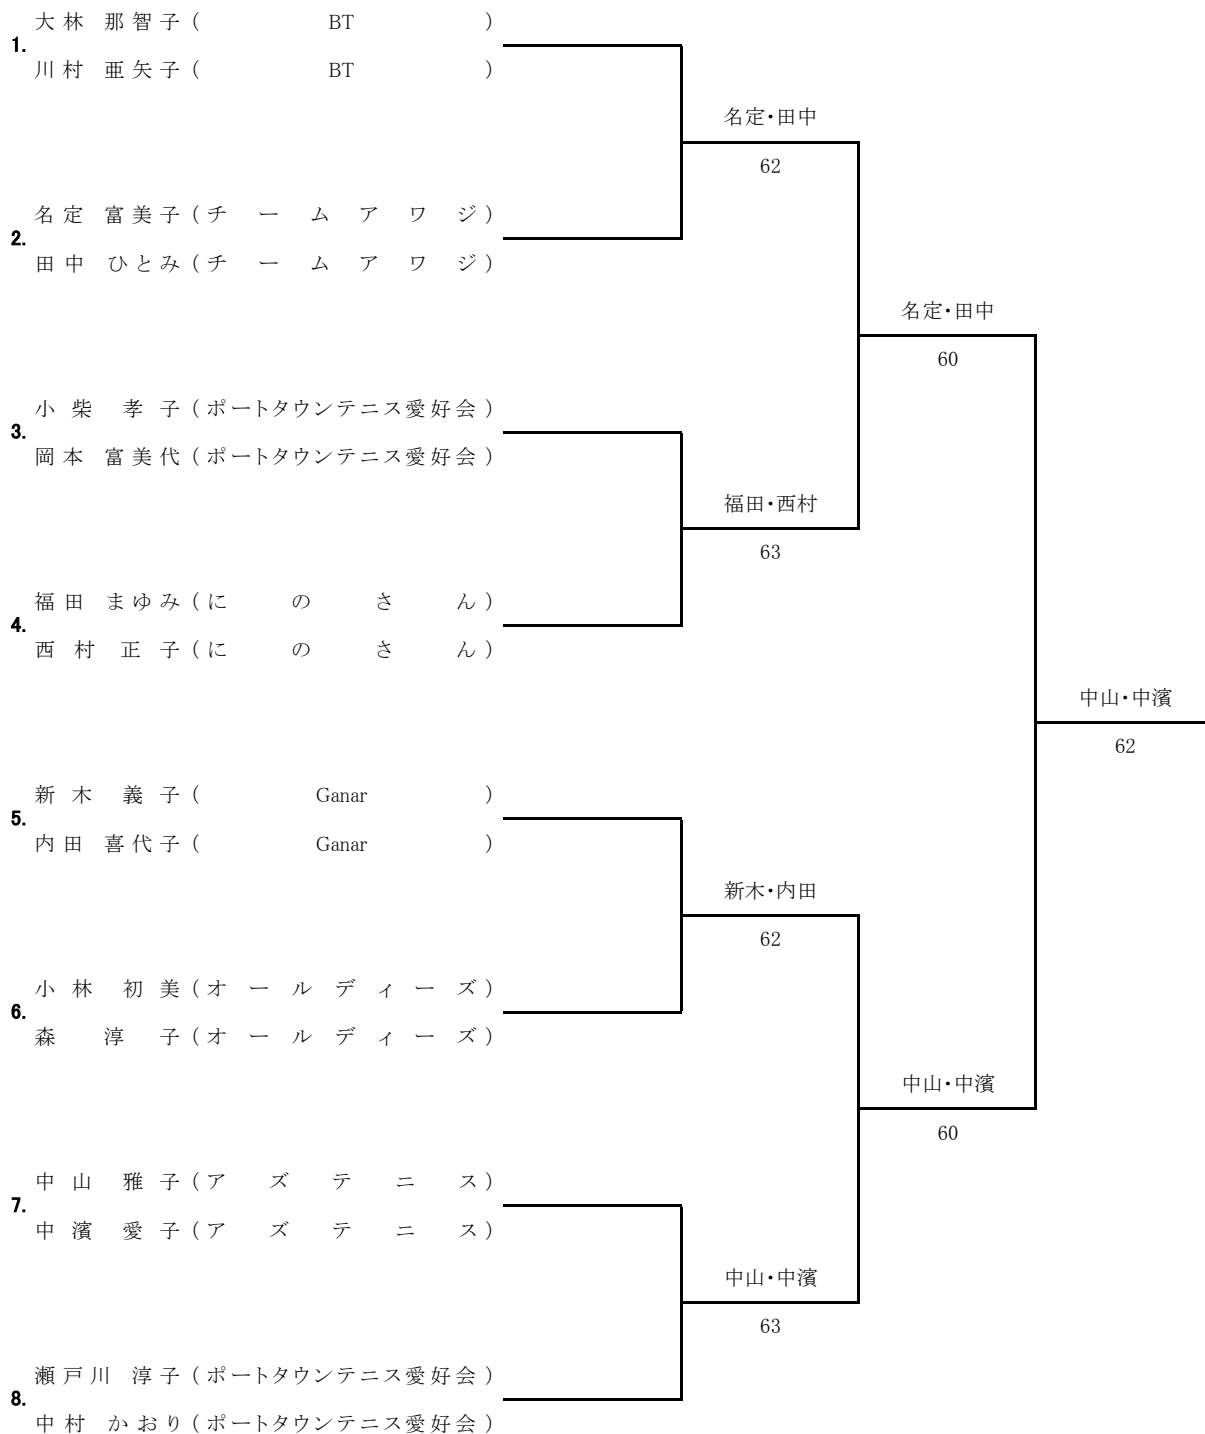 大林 那智子 ( BT )
1.
川村 亜矢子 ( BT )
名定・田中
62
名定 富美子 ( チームアワジ )
2.
田中 ひとみ ( チームアワジ )
名定・田中
60
小柴 孝子 ( ポートタウンテニス愛好会 )
3.
岡本 富美代 ( ポートタウンテニス愛好会 )
福田・西村
63
福田 まゆみ ( にのさん )
4.
西村 正子 ( にのさん )
中山・中濱
62
新木 義子 ( Ganar )
5.
内田 喜代子 ( Ganar )
新木・内田
62
小林 初美 ( オールディーズ )
6.
森 淳子 ( オールディーズ )
中山・中濱
60
中山 雅子 ( アズテニス )
7.
中濱 愛子 ( アズテニス )
中山・中濱
63
瀬戸川 淳子 ( ポートタウンテニス愛好会 )
8.
中村 かおり ( ポートタウンテニス愛好会 )